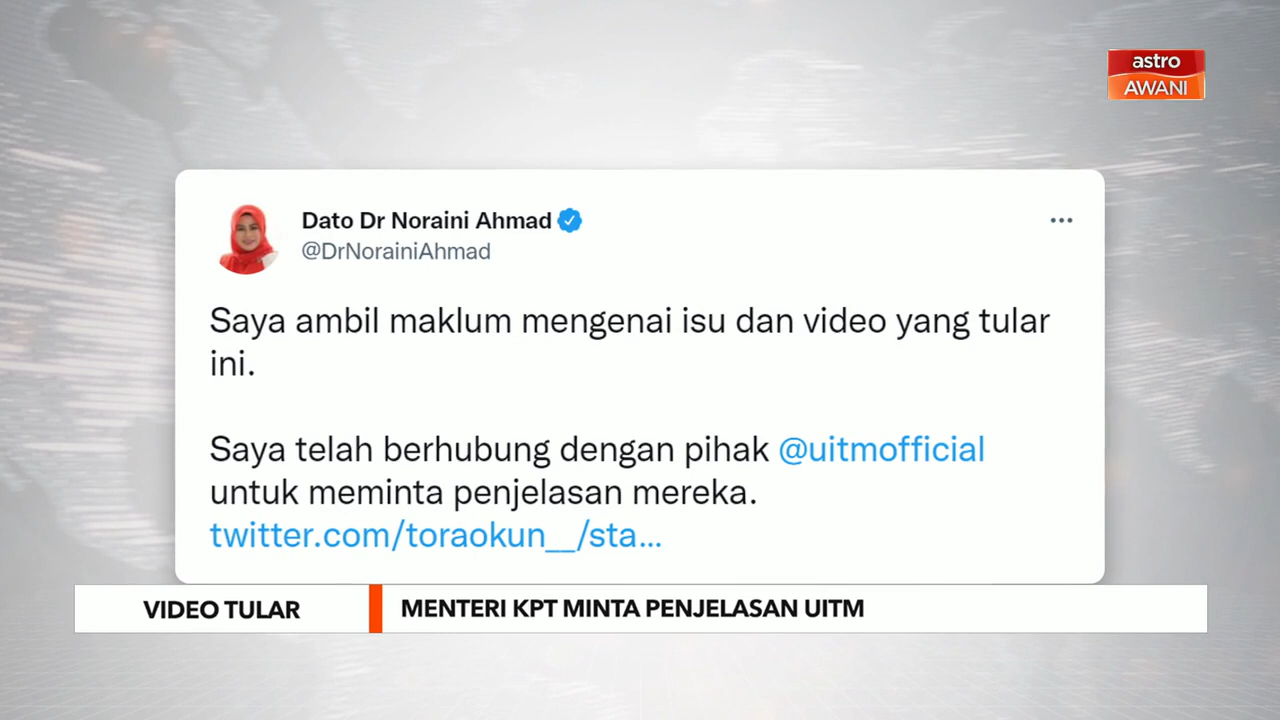 astro
AWANI
Dato Dr Noraini Ahmad
@DrNorainiAhmad
Saya ambil maklum mengenai isu dan video yang tular
ini.
Saya telah berhubung dengan pihak @uitmofficial
untuk meminta penjelasan mereka.
twitter.com/toraokun__/sta...
VIDEO TULAR
MENTERI KPT MINTA PENJELASAN UITM